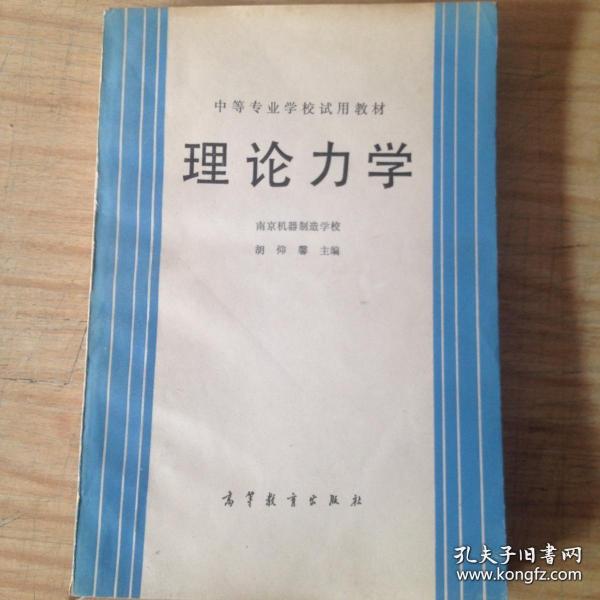 中等专业学校试用教材
理论力学
南京机器制造学校
胡仰馨 主编
高等教育出版社
孔夫子旧书网
www.kongfz.com